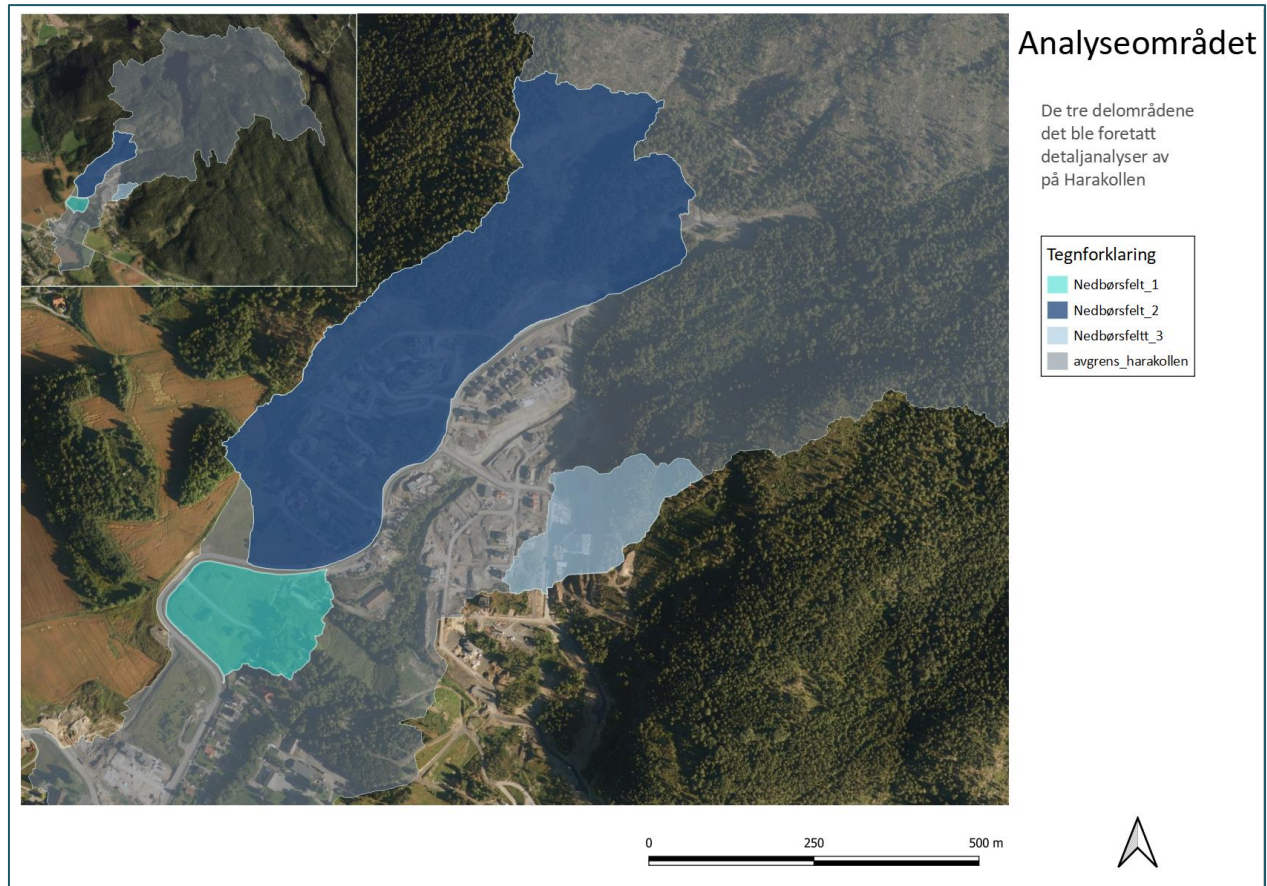 Analyseområdet
De tre delområdene
det ble foretatt
detaljanalyser av
på Harakollen
Tegnforklaring
Nedbørsfelt_1
Nedbørsfelt_2
Nedbørsfeltt_3
avgrens_harakollen
0 250 500 m